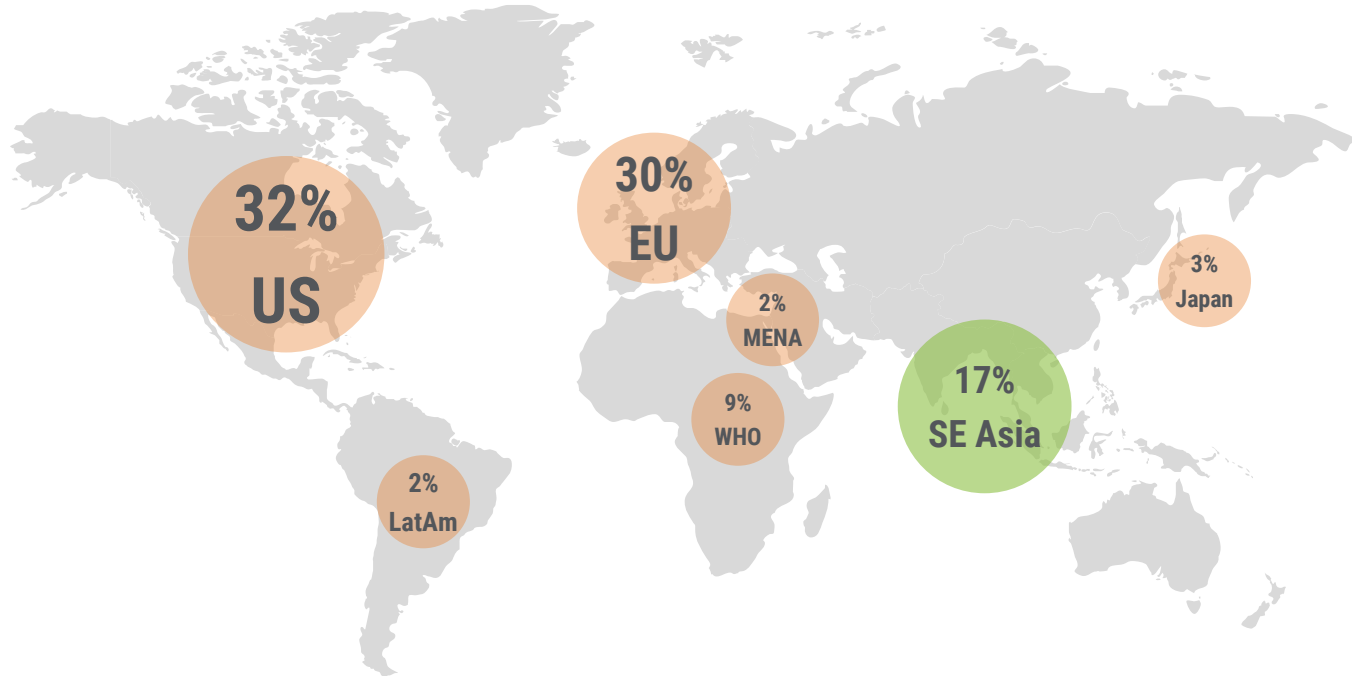 32%
US
30%
EU
2%
MENA
3%
Japan
9%
WHO
17%
SE Asia
2%
LatAm